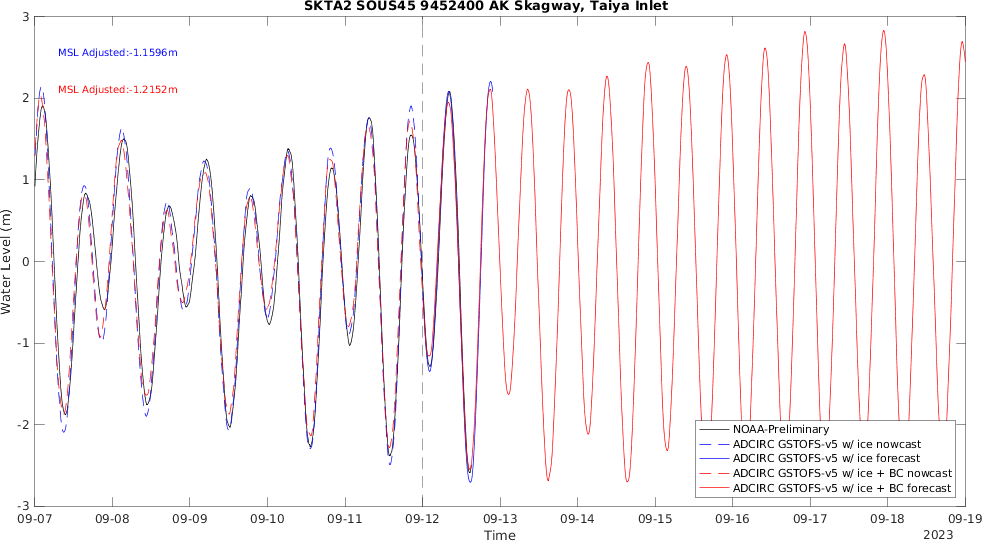 SKTA2 SOUS45 9452400 AK Skagway, Taiya Inlet
MSL Adjusted:-1.1596m
MSL Adjusted:-1.2152m
3
2
1
0
-1
-2
-3
Water Level (m)
NOAA-Preliminary
ADCIRC GSTOFS-v5 w/ ice nowcast
ADCIRC GSTOFS-v5 w/ ice forecast
ADCIRC GSTOFS-v5 w/ ice + BC nowcast
ADCIRC GSTOFS-v5 w/ ice + BC forecast
09-07 09-08 09-09 09-10 09-11 09-12 09-13 09-14 09-15 09-16 09-17 09-18 09-19
Time
2023